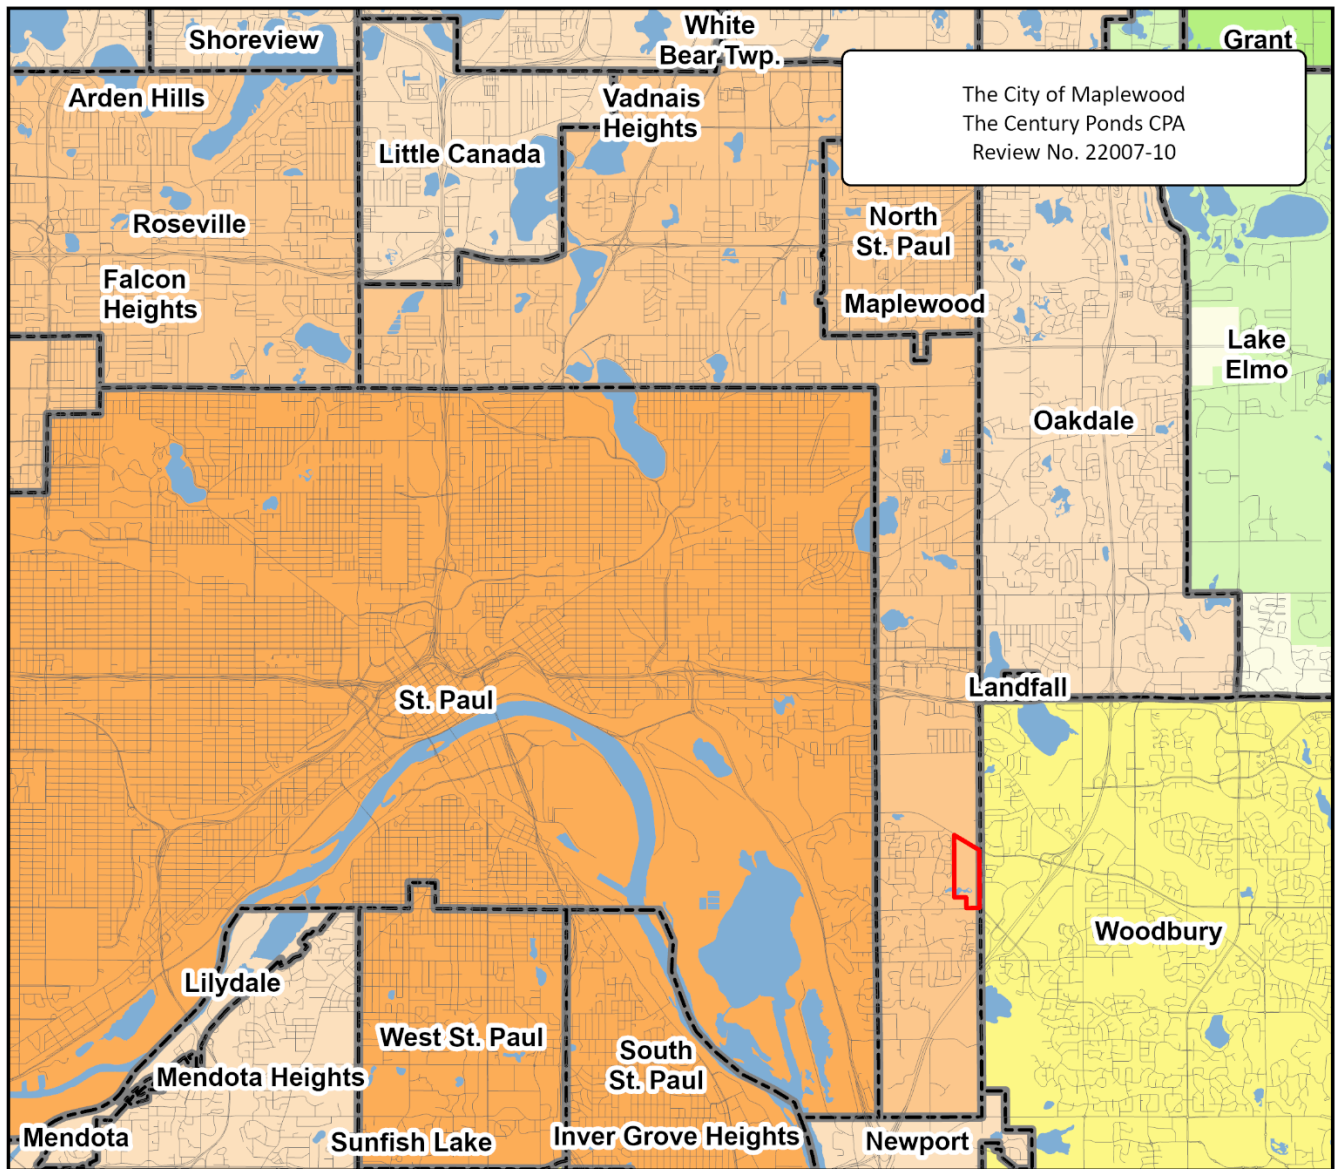 White
Bear Twp.
Shoreview
Grant
Arden Hills
Vadnais
Heights
The City of Maplewood
The Century Ponds CPA
Review No. 22007-10
Little Canada
Roseville
North
St. Paul
Falcon
Heights
Maplewood
Lake
Elmo
Oakdale
Landfall
St. Paul
Woodbury
Lilydale
West St. Paul
South
St. Paul
Mendota Heights
Mendota
Sunfish Lake
Inver Grove Heights
Newport